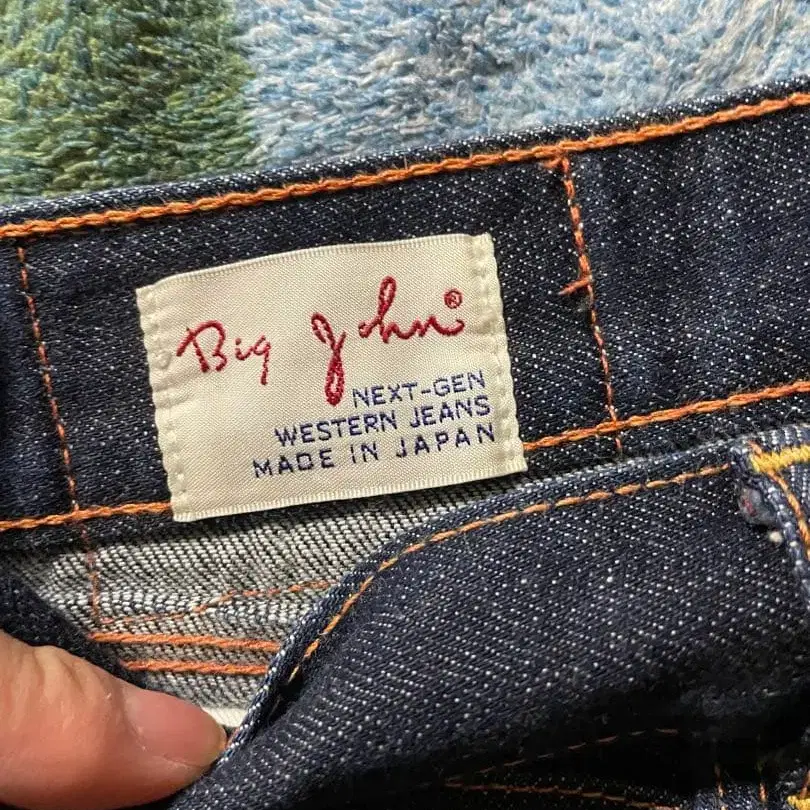 Big John®
NEXT-GEN
WESTERN JEANS
MADE IN JAPAN